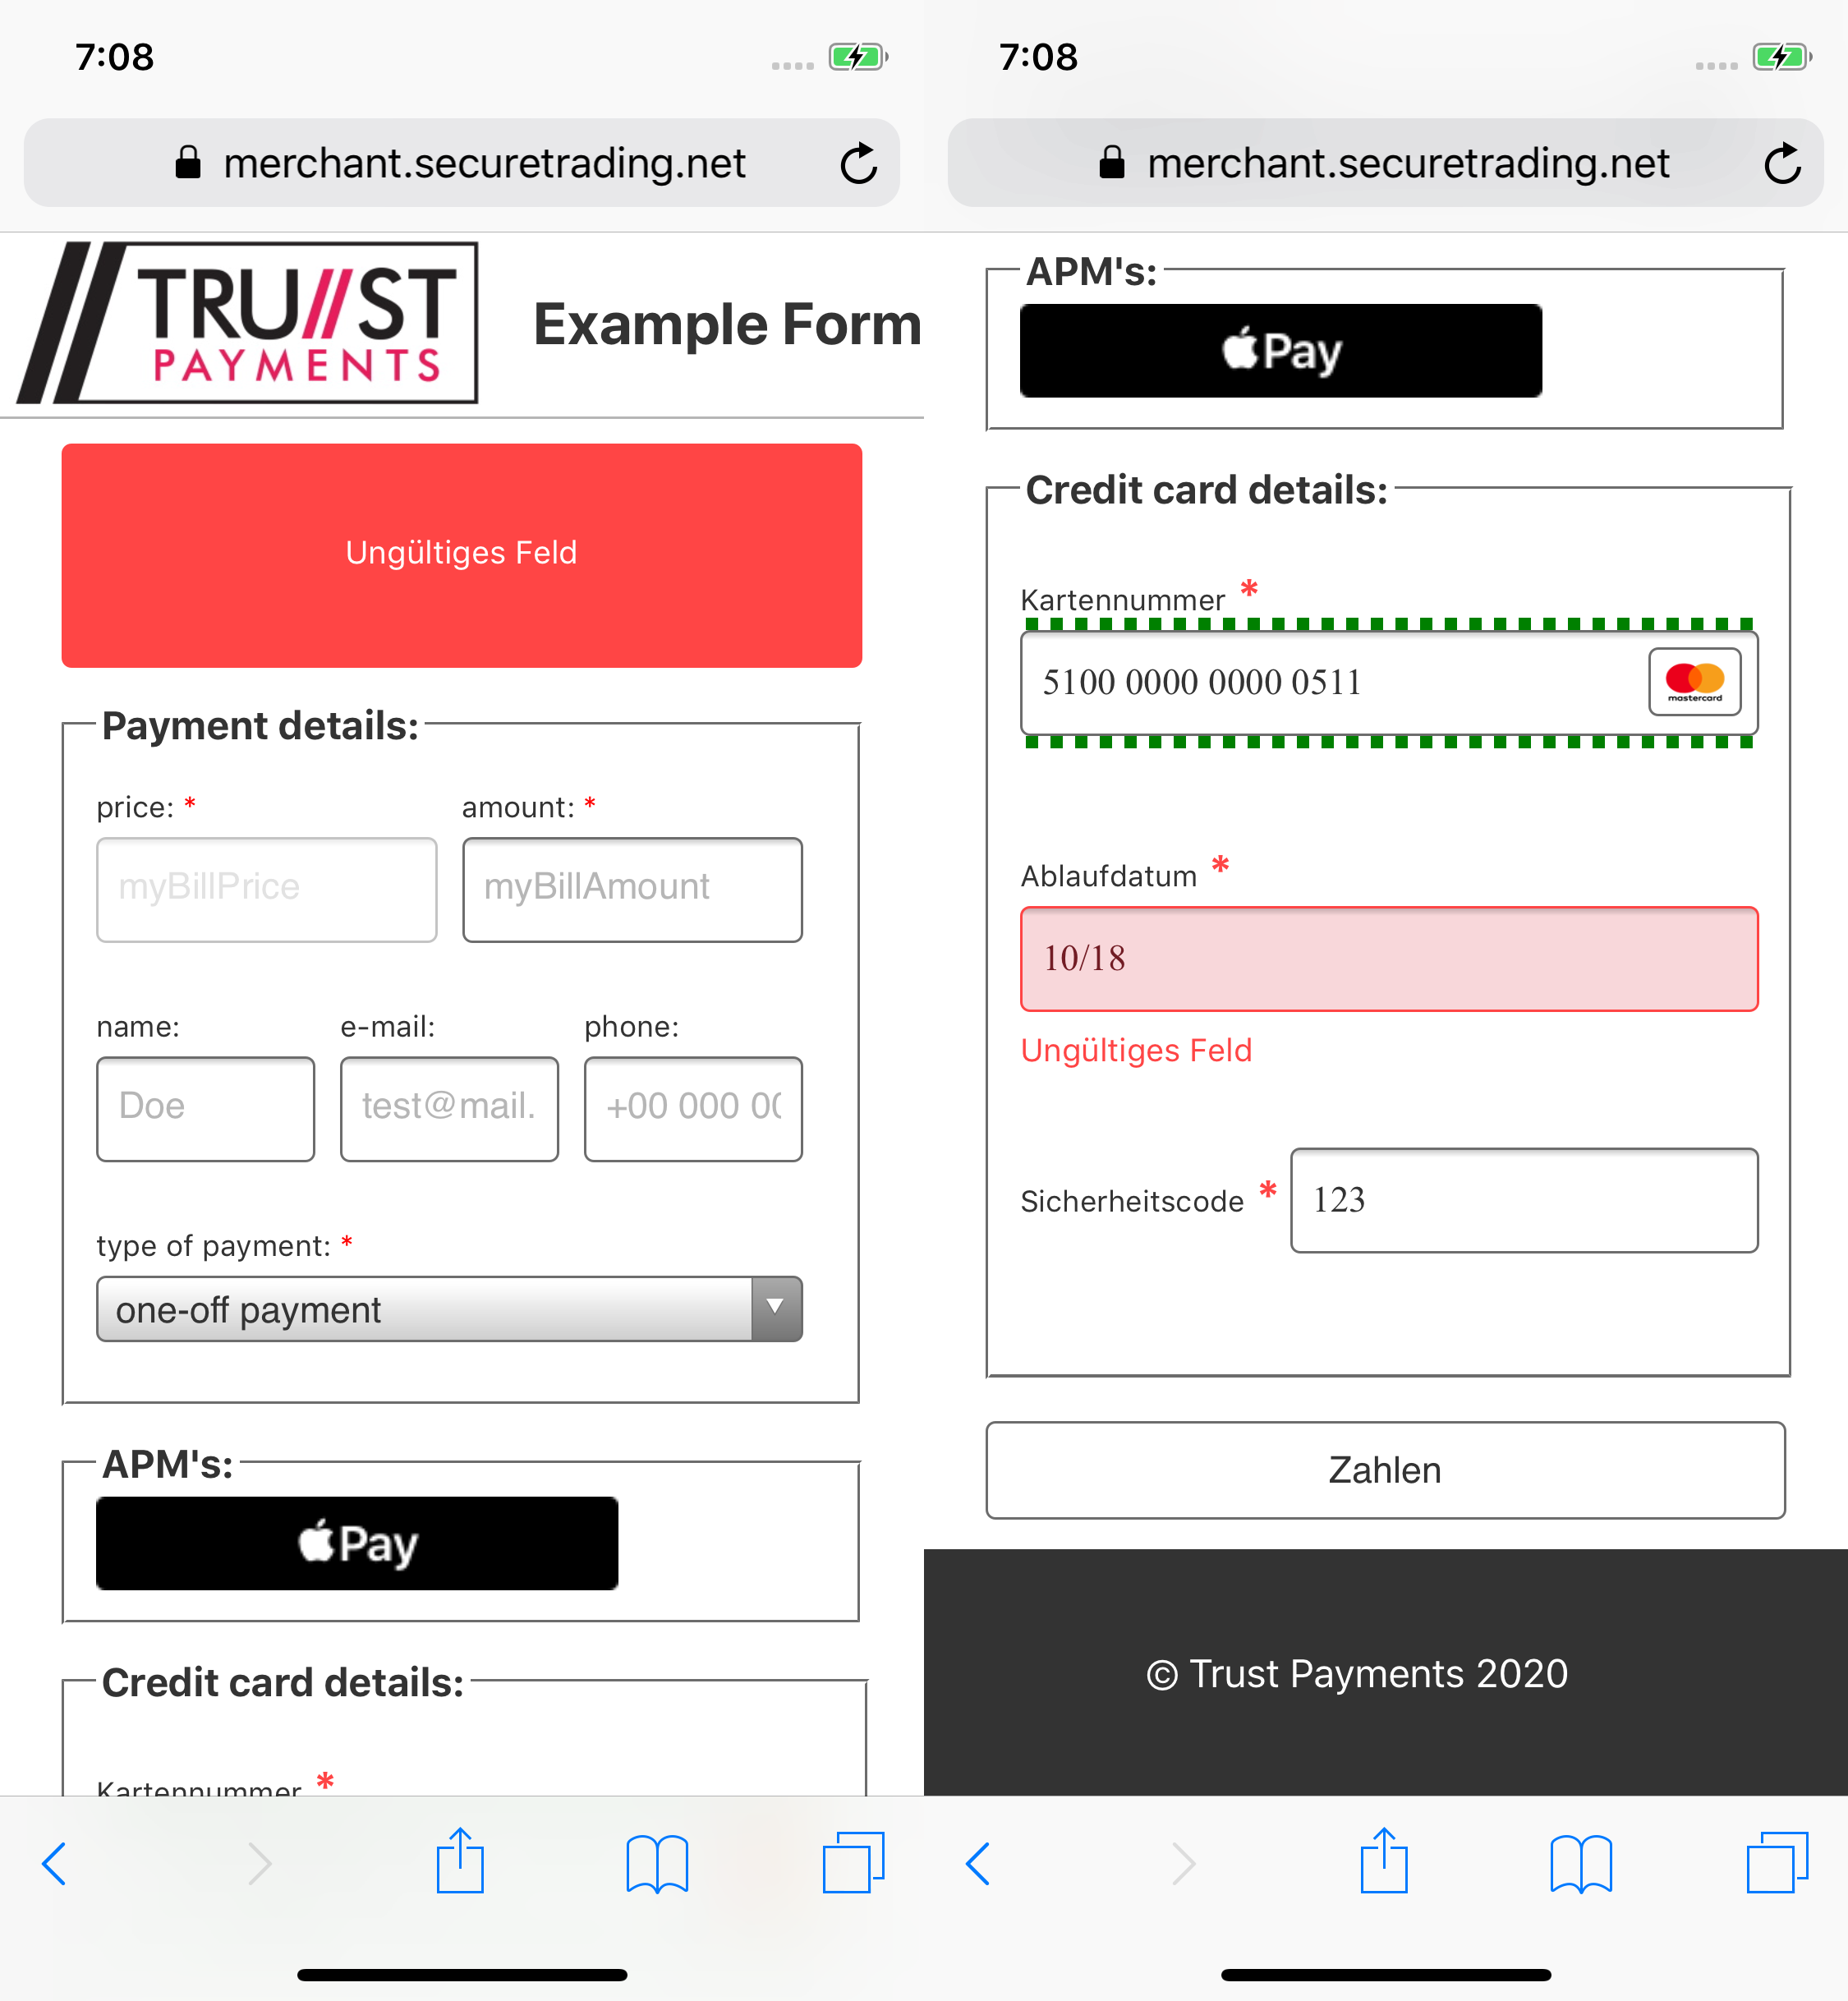 7:08
merchant.securetrading.net
TRU//ST
PAYMENTS
Example Form
Ungültiges Feld
Payment details:
price: * amount: *
myBillPrice myBillAmount
name: e-mail: phone:
Doe test@mail. +00 000 00
type of payment: *
one-off payment
APM's:
Pay
Credit card details:
Kartennummer *
7:08
merchant.securetrading.net
APM's:
Pay
Credit card details:
Kartennummer *
5100 0000 0000 0511
mastercard
Ablaufdatum *
10/18
Ungültiges Feld
Sicherheitscode * 123
Zahlen
© Trust Payments 2020